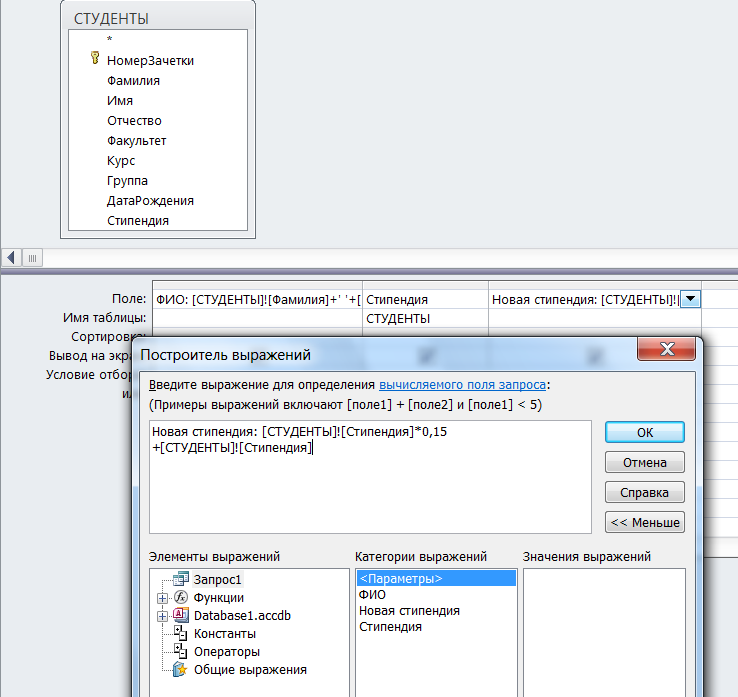 СТУДЕНТЫ
*
НомерЗачетки
Фамилия
Имя
Отчество
Факультет
Курс
Группа
ДатаРождения
Стипендия
Поле: ФИО: [СТУДЕНТЫ]![Фамилия]+' '+[ Стипендия Новая стипендия: [СТУДЕНТЫ]![
Имя таблицы: СТУДЕНТЫ
Сортировка:
Вывод на экра
Условие отбор
ил
Построитель выражений
X
Введите выражение для определения вычисляемого поля запроса:
(Примеры выражений включают [поле1] + [поле2] и [поле1] < 5)
Новая стипендия: [СТУДЕНТЫ]![Стипендия]*0,15
+[СТУДЕНТЫ]![Стипендия]
ОК
Отмена
Справка
<< Меньше
Элементы выражений Категории выражений Значения выражений
Запрос1 <Параметры>
Функции ФИО
Database1.accdb Новая стипендия
Константы Стипендия
Операторы
Общие выражения